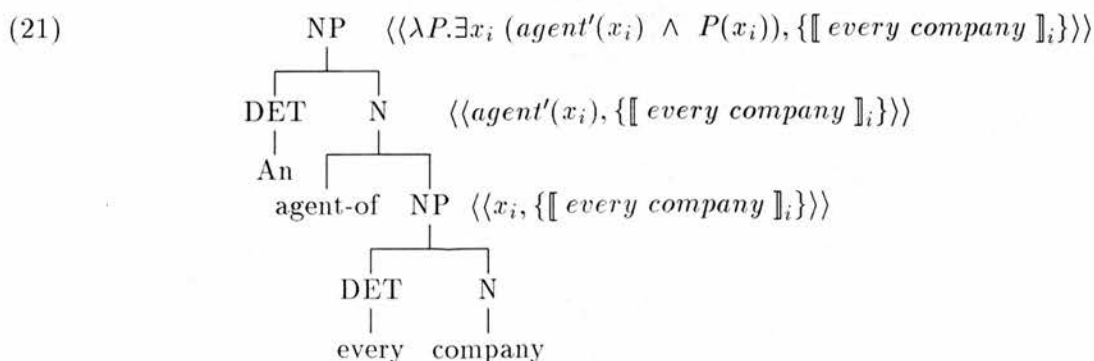 (21) NP ⟨⟨λP.∃x_i (agent′(x_i) ∧ P(x_i)), {⟦ every company ⟧_i}⟩⟩
DET N ⟨⟨agent′(x_i), {⟦ every company ⟧_i}⟩⟩
An
agent-of NP ⟨⟨x_i, {⟦ every company ⟧_i}⟩⟩
DET N
every company